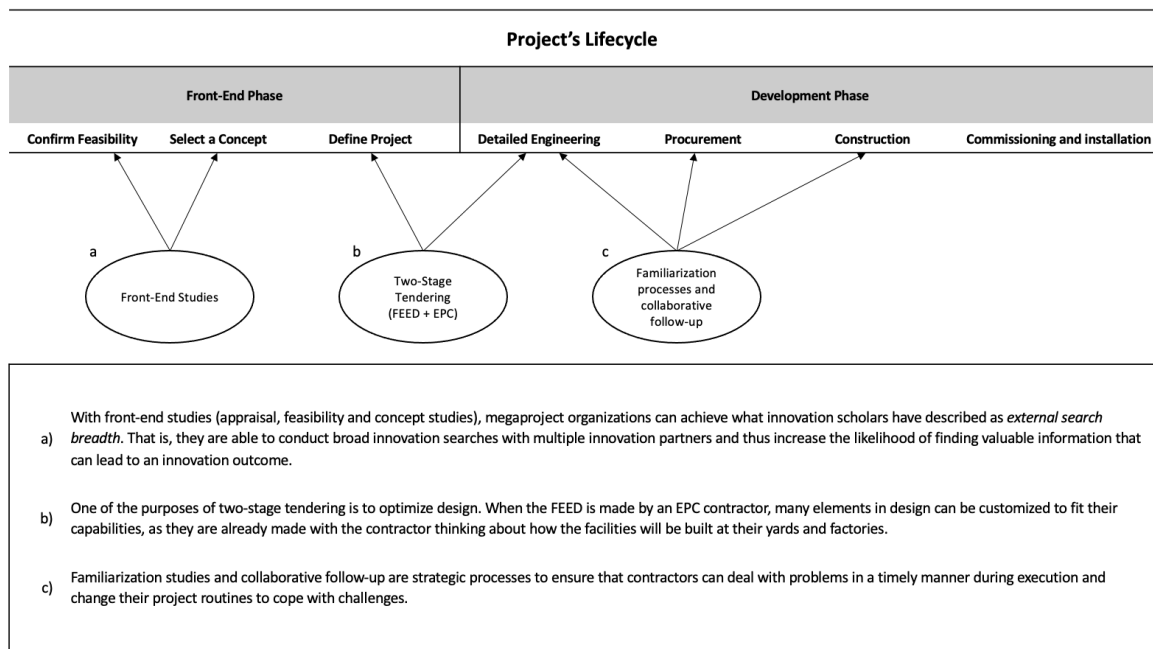 Project’s Lifecycle
Front-End Phase
Development Phase
Confirm Feasibility
Select a Concept
Define Project
Detailed Engineering
Procurement
Construction
Commissioning and installation
a
Front-End Studies
b
Two-Stage
Tendering
(FEED + EPC)
c
Familiarization
processes and
collaborative
follow-up
a) With front-end studies (appraisal, feasibility and concept studies), megaproject organizations can achieve what innovation scholars have described as external search
breadth. That is, they are able to conduct broad innovation searches with multiple innovation partners and thus increase the likelihood of finding valuable information that
can lead to an innovation outcome.
b) One of the purposes of two-stage tendering is to optimize design. When the FEED is made by an EPC contractor, many elements in design can be customized to fit their
capabilities, as they are already made with the contractor thinking about how the facilities will be built at their yards and factories.
c) Familiarization studies and collaborative follow-up are strategic processes to ensure that contractors can deal with problems in a timely manner during execution and
change their project routines to cope with challenges.